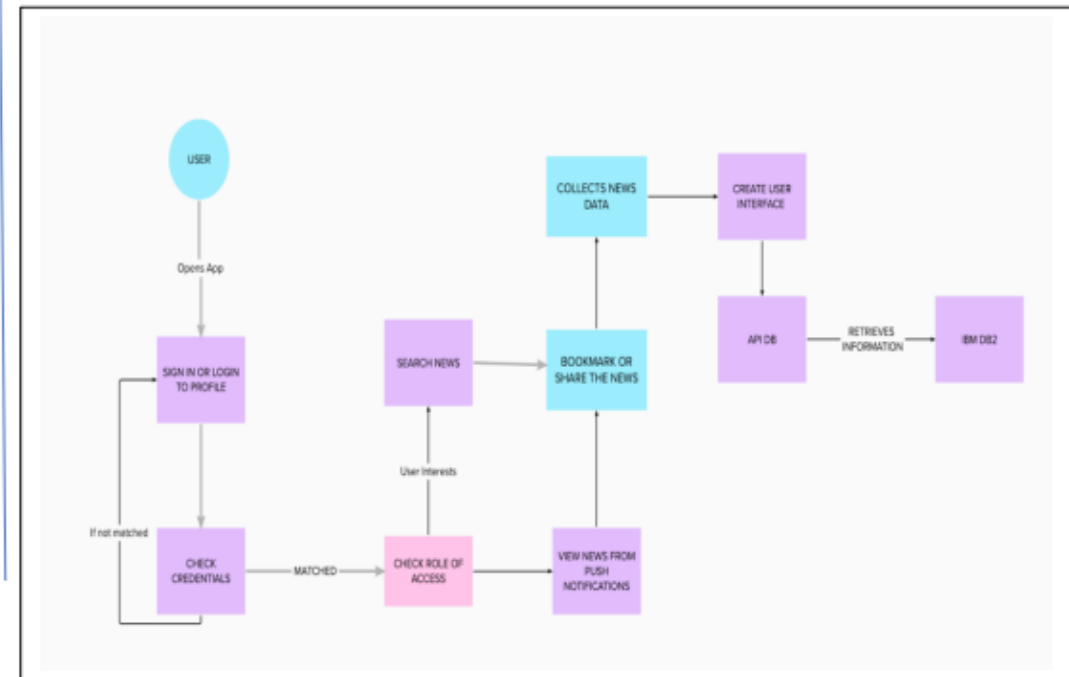 USER
Opens App
SIGN IN OR LOGIN
TO PROFILE
If not matched
CHECK
CREDENTIALS
MATCHED
CHECK ROLE OF
ACCESS
User Interests
SEARCH NEWS
VIEW NEWS FROM
PUSH
NOTIFICATIONS
BOOKMARK OR
SHARE THE NEWS
COLLECTS NEWS
DATA
CREATE USER
INTERFACE
API DB
RETRIEVES
INFORMATION
IBM DB2